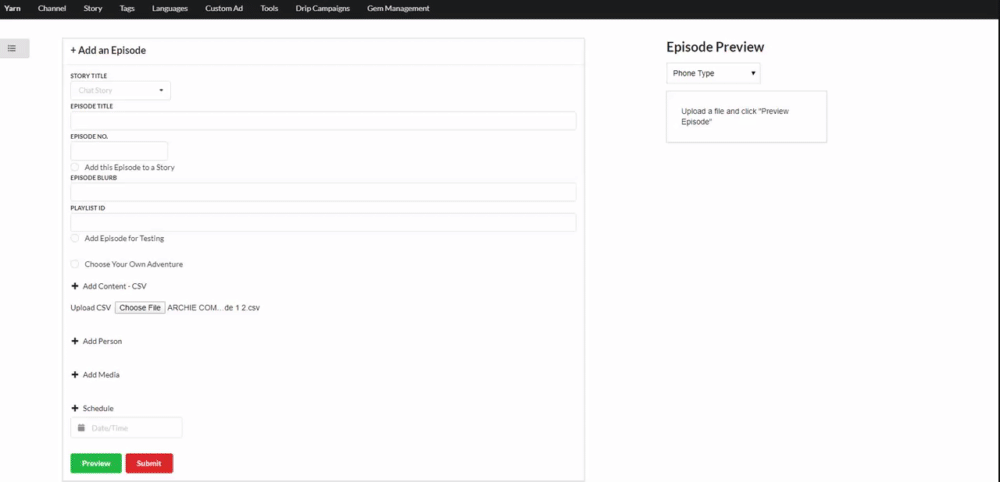 Yarn Channel Story Tags Languages Custom Ad Tools Drip Campaigns Gem Management
+ Add an Episode
STORY TITLE
Chat Story
EPISODE TITLE
EPISODE NO.
Add this Episode to a Story
EPISODE BLURB
PLAYLIST ID
Add Episode for Testing
Choose Your Own Adventure
+ Add Content - CSV
Upload CSV Choose File ARCHIE COM...de 1 2.csv
+ Add Person
+ Add Media
+ Schedule
Date/Time
Preview Submit
Episode Preview
Phone Type
Upload a file and click "Preview
Episode"